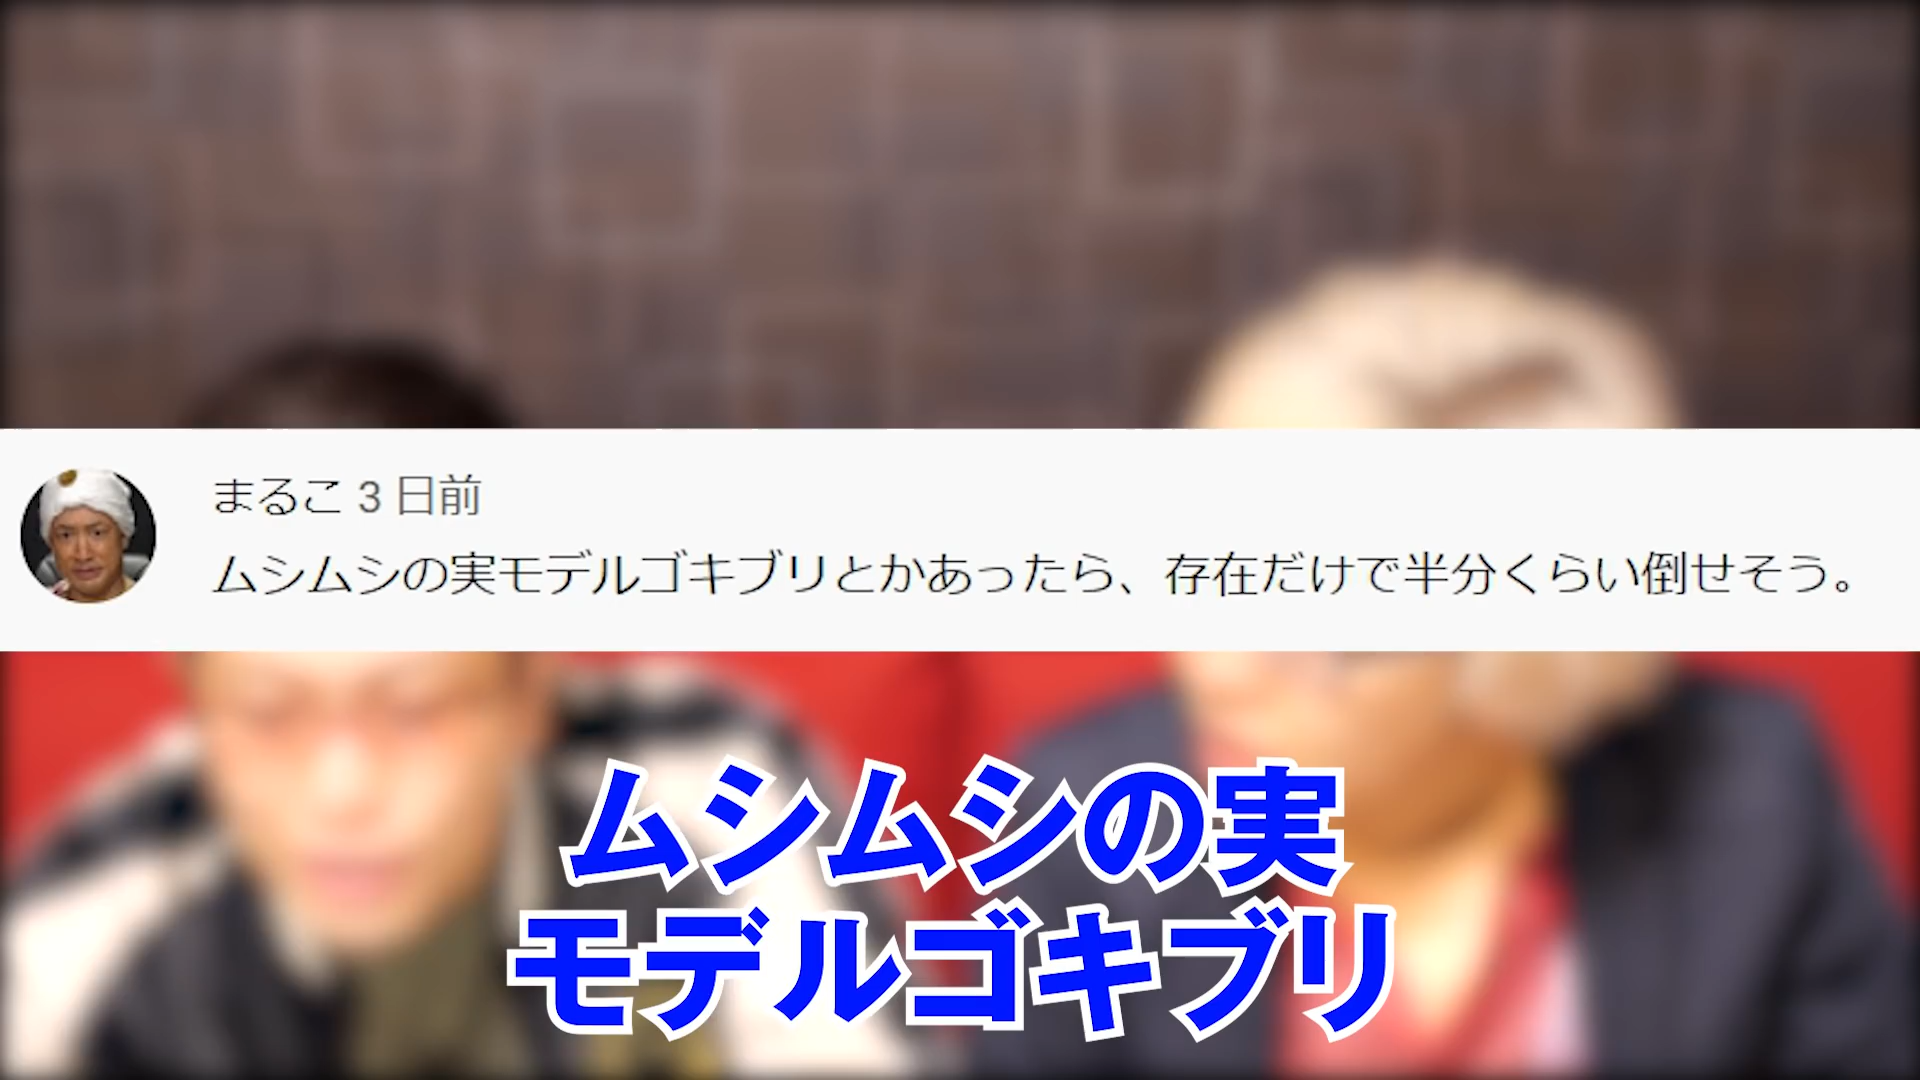 まるこ 3 日前
ムシムシの実モデルゴキブリとかあったら、存在だけで半分くらい倒せそう。
ムシムシの実
モデルゴキブリ